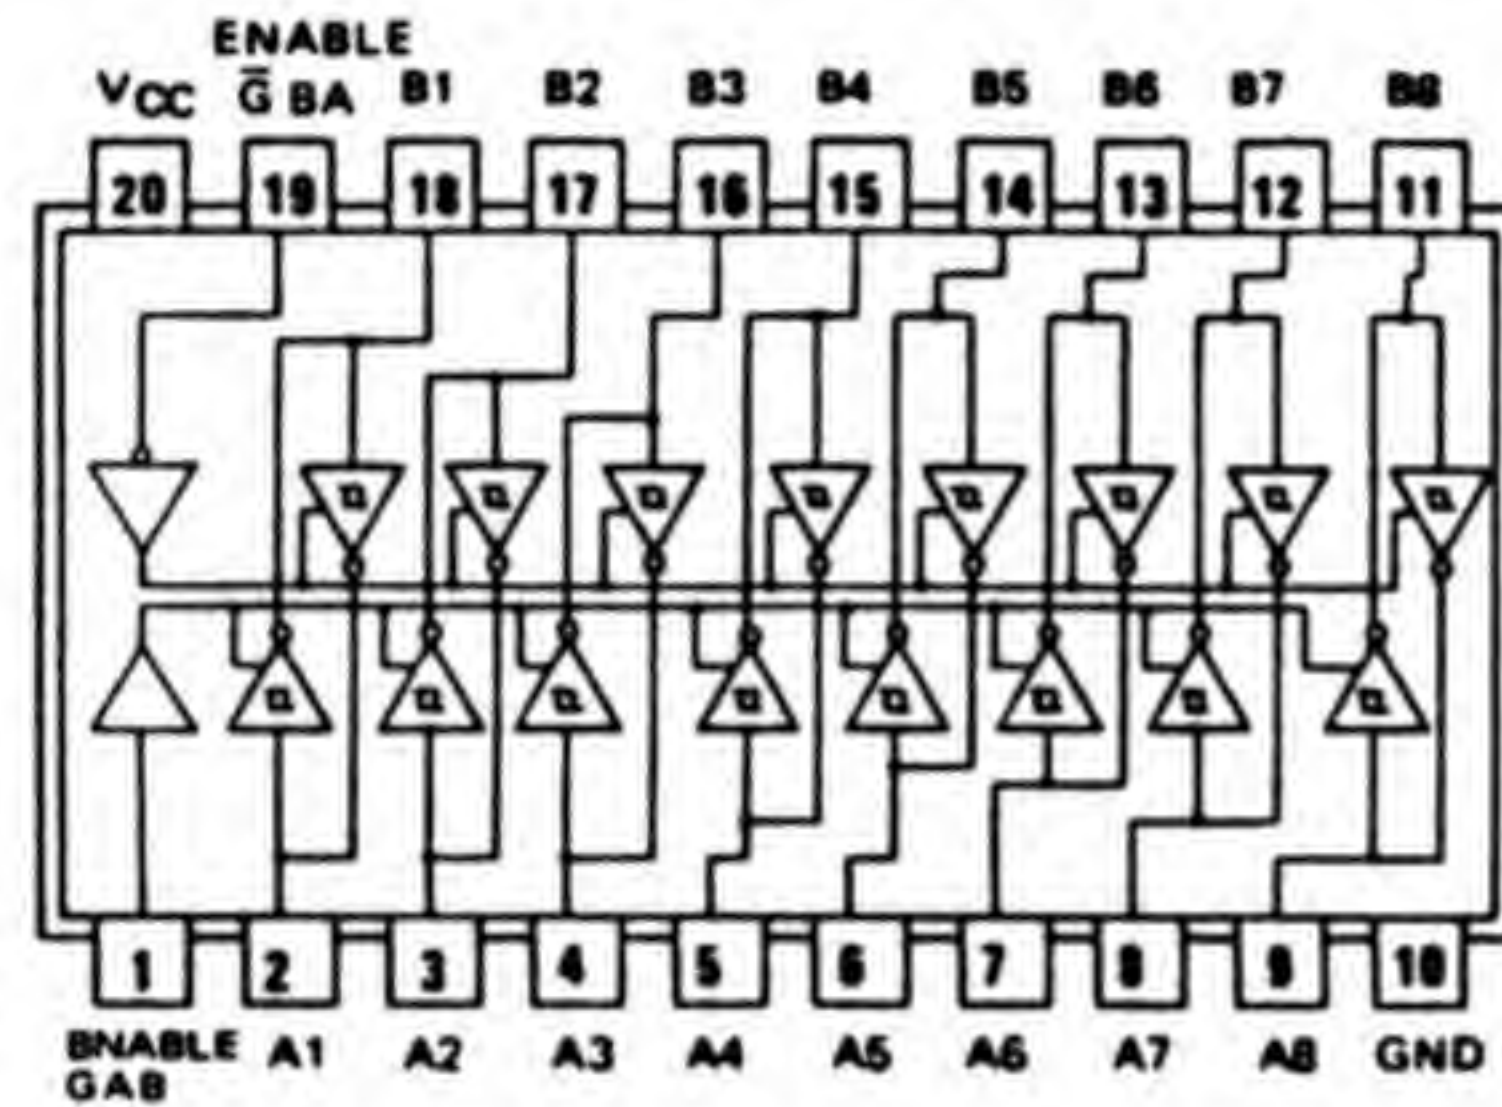 ENABLE
VCC G̅ BA B1 B2 B3 B4 B5 B6 B7 B8
20 19 18 17 16 15 14 13 12 11
1 2 3 4 5 6 7 8 9 10
BNABLE A1 A2 A3 A4 A5 A6 A7 A8 GND
GAB